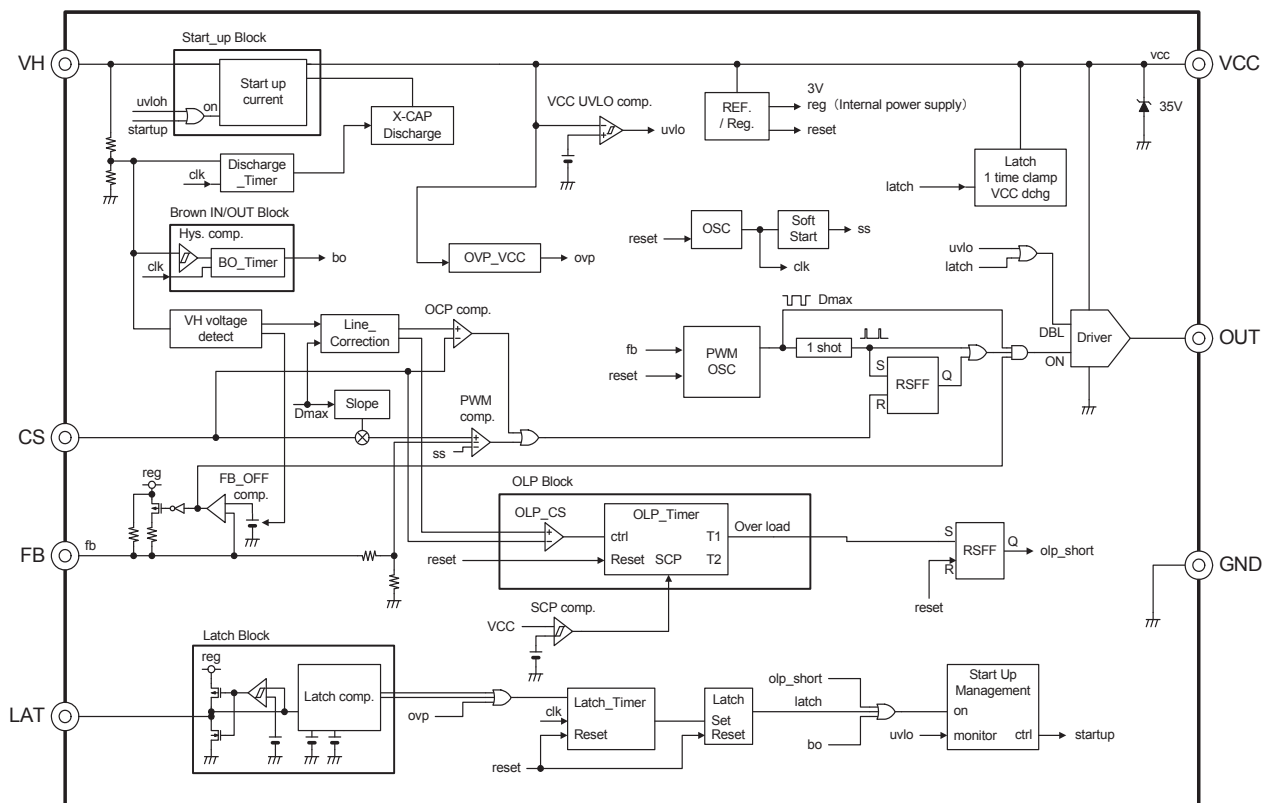 Start_up Block
VH
Start up
current
uvloh
on
startup
X-CAP
Discharge
VCC UVLO comp.
−
+
uvlo
REF.
/ Reg.
3V
reg (Internal power supply)
reset
vcc
VCC
35V
Discharge
_Timer
clk
Latch
1 time clamp
VCC dchg
latch
Brown IN/OUT Block
Hys. comp.
BO_Timer
clk
bo
OVP_VCC
ovp
reset
OSC
Soft
Start
ss
clk
uvlo
latch
VH voltage
detect
Line_
Correction
OCP comp.
+
−
Dmax
Slope
PWM
comp.
+
−
−
ss
fb
reset
PWM
OSC
Dmax
1 shot
S
R
RSFF
Q
DBL
ON
Driver
OUT
CS
reg
FB_OFF
comp.
FB
fb
OLP Block
OLP_CS
+
−
OLP_Timer
ctrl
T1
Reset
SCP
T2
reset
Over load
S
R
RSFF
Q
olp_short
reset
GND
SCP comp.
VCC
Latch Block
reg
Latch comp.
LAT
ovp
Latch_Timer
clk
Reset
reset
Latch
Set
Reset
olp_short
latch
bo
Start Up
Management
on
uvlo
monitor
ctrl
startup